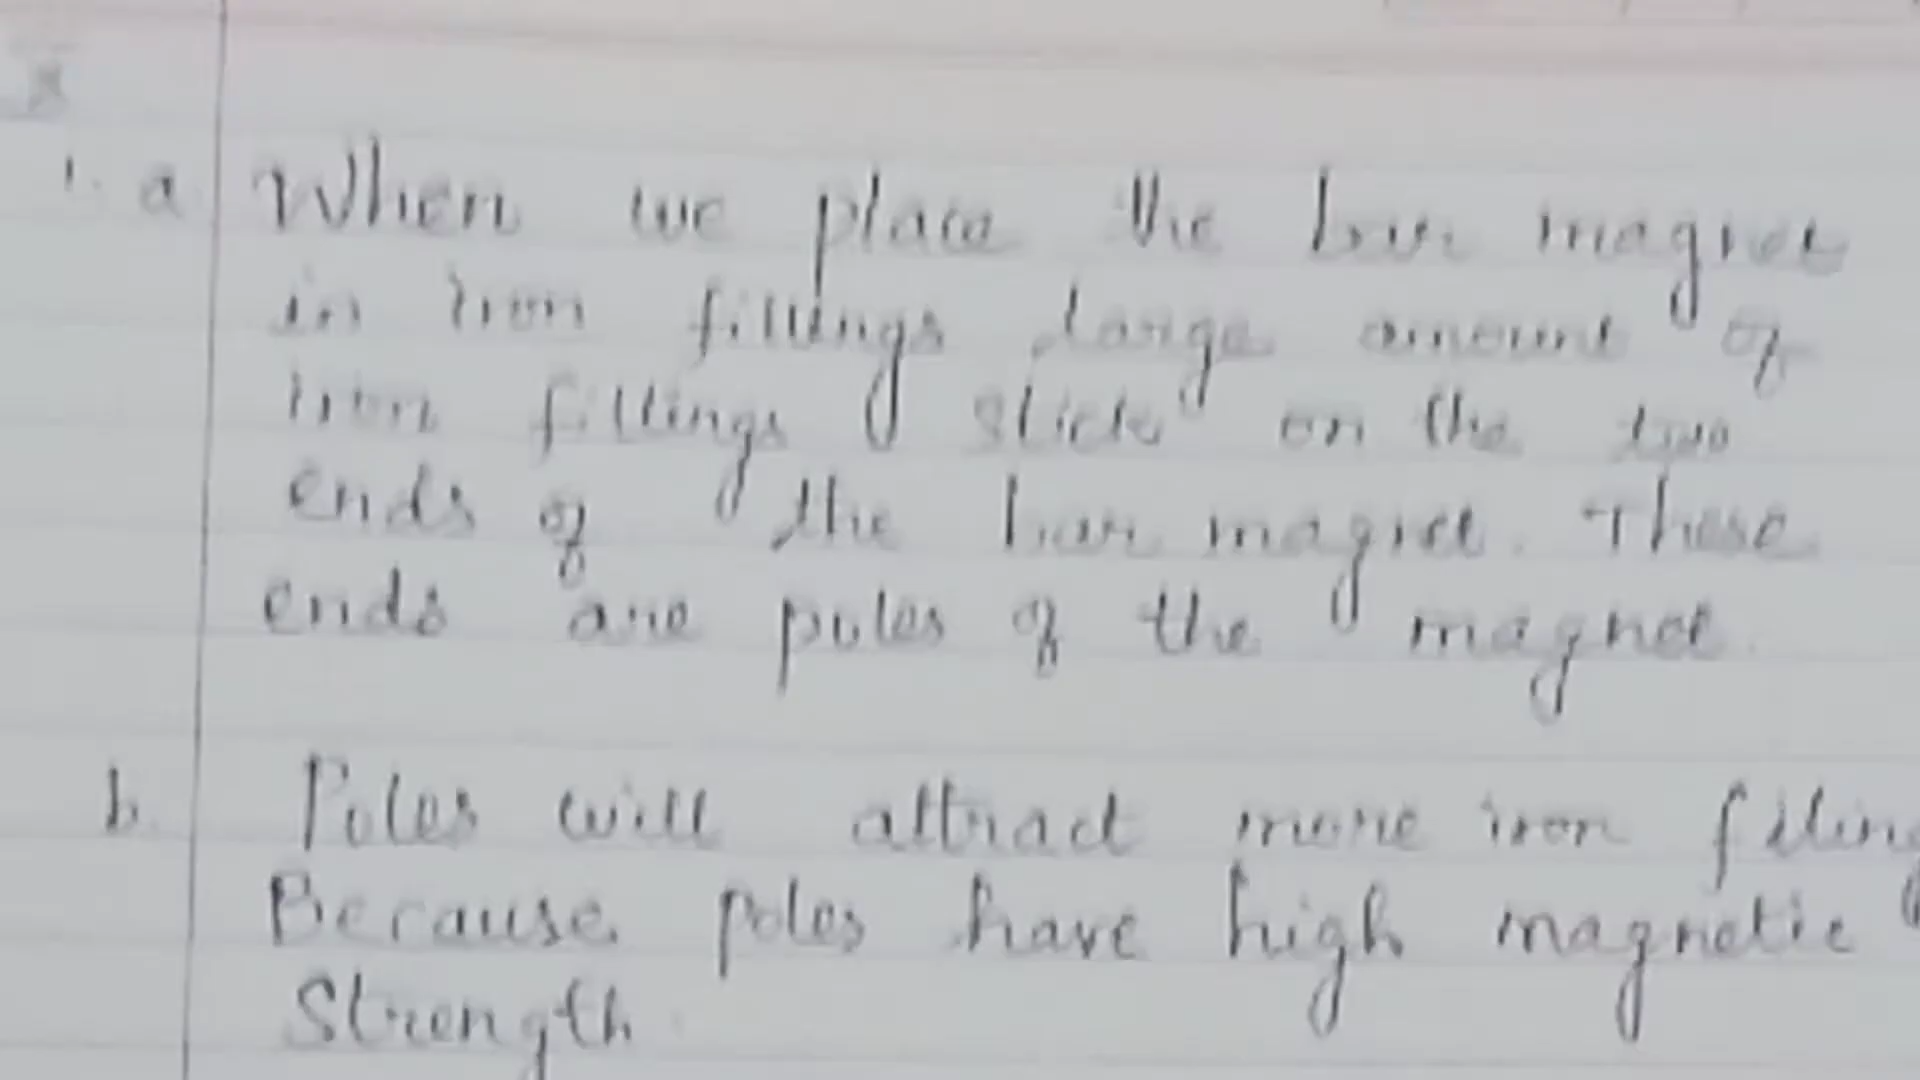 1. a When we place the bar magnet
in iron fillings large amount of
iron fillings stick on the two
ends of the bar magnet. These
ends are poles of the magnet.
b. Poles will attract more iron filing
Because poles have high magnetic
Strength.